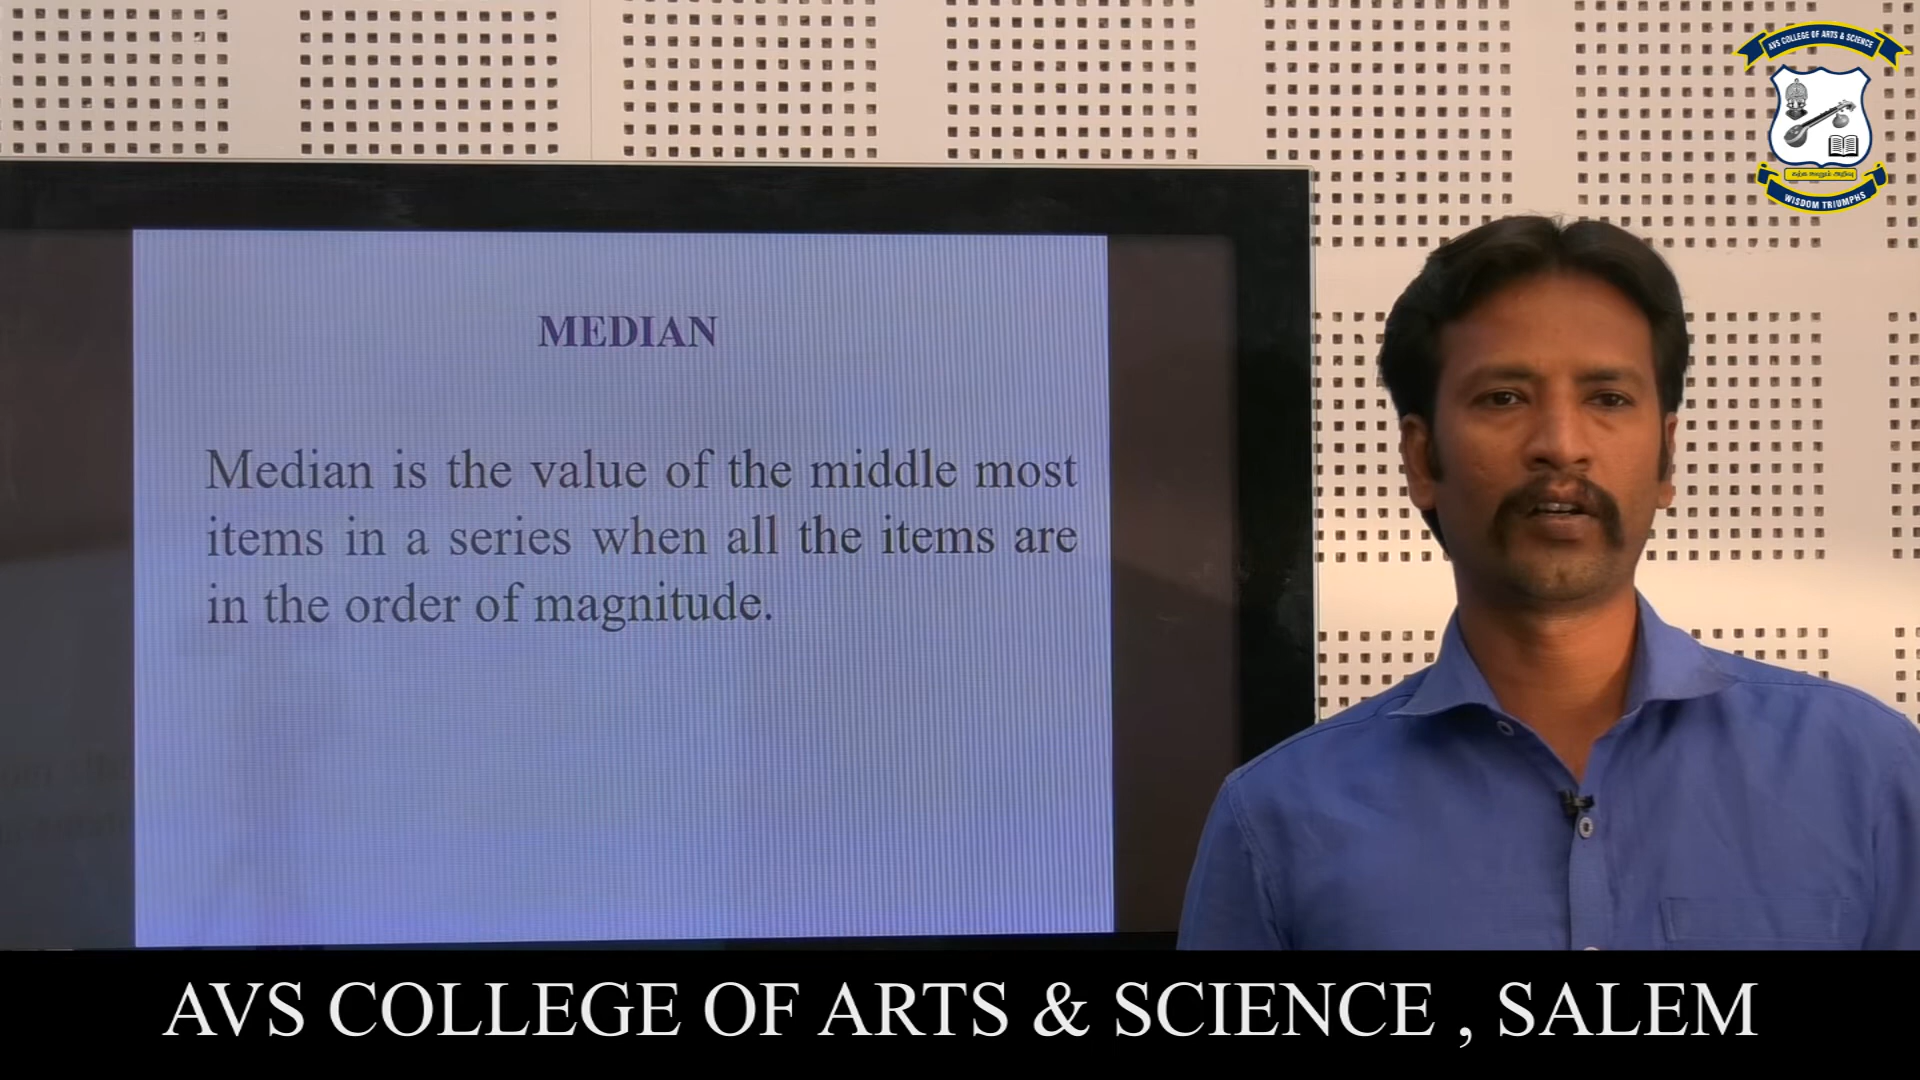 AVS COLLEGE OF ARTS & SCIENCE
WISDOM TRIUMPHS
MEDIAN
Median is the value of the middle most
items in a series when all the items are
in the order of magnitude.
AVS COLLEGE OF ARTS & SCIENCE , SALEM